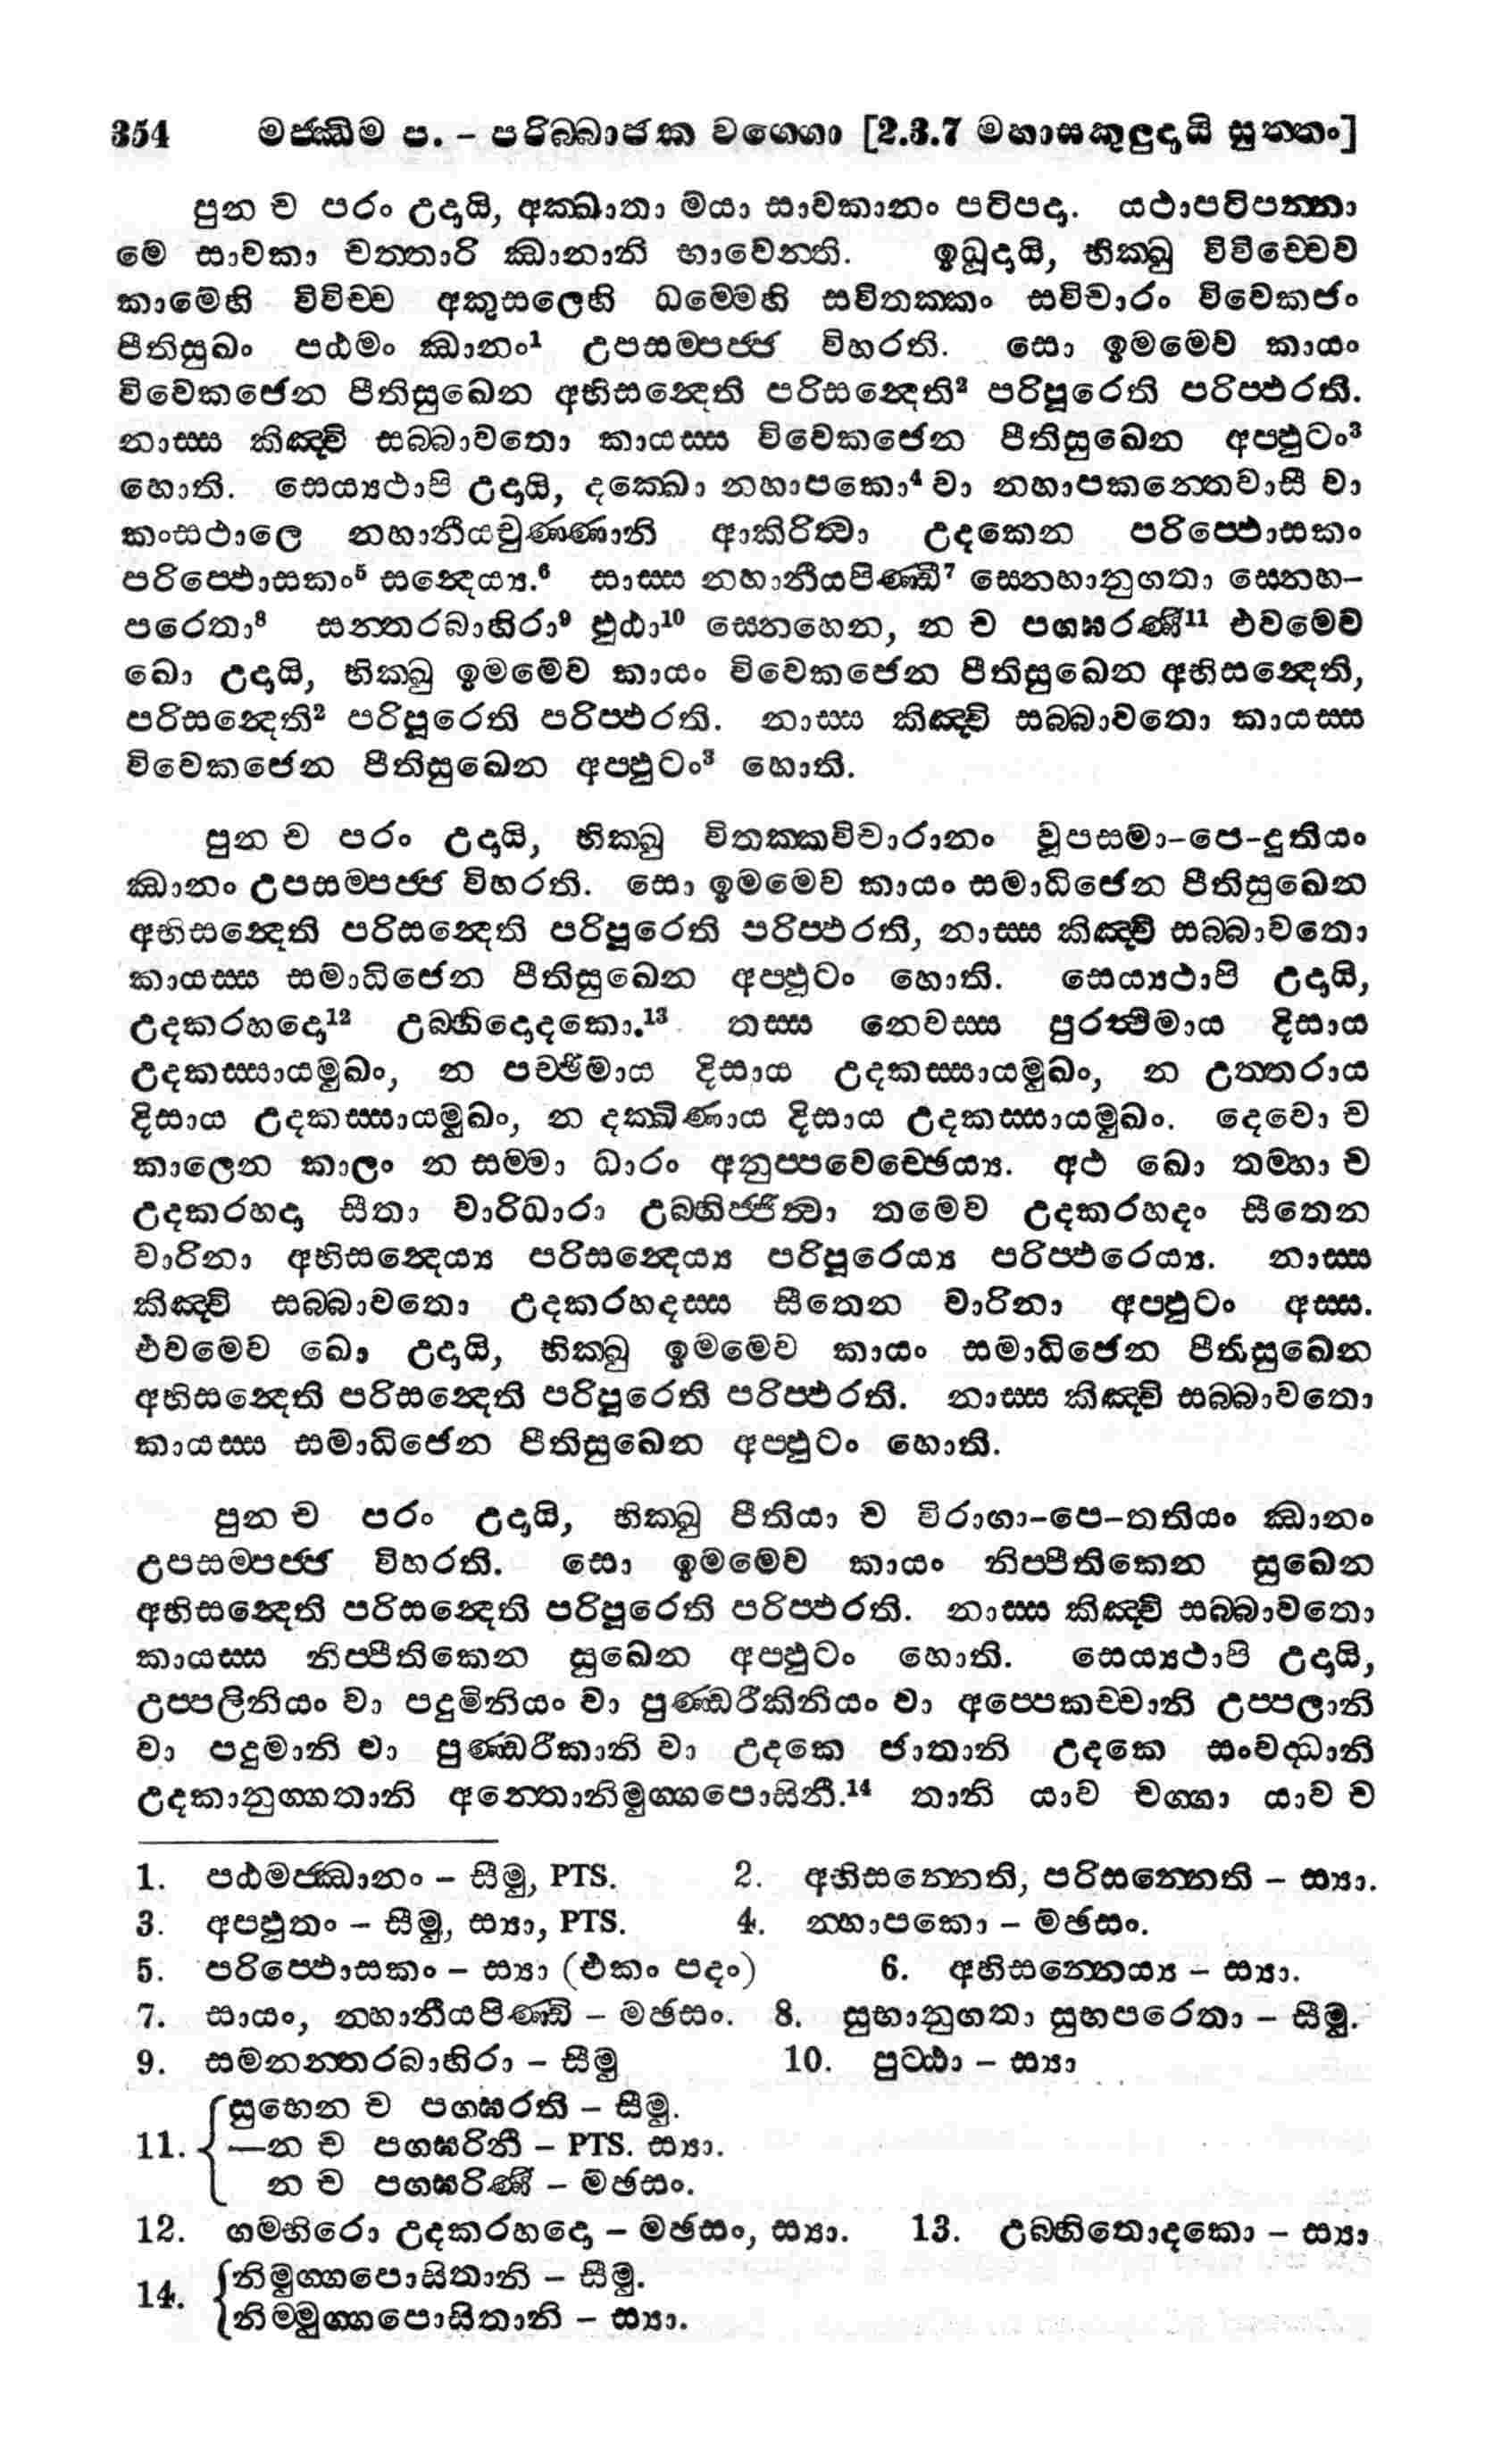 354 මජ්ඣිම ප. – පරිබ්බාජක වග්ගො [2.3.7 මහාසකුලුදායි සුත්තං]
පුන ච පරං උදායි, අක්ඛාතා මයා සාවකානං පටිපදා. යථාපටිපන්නා
මෙ සාවකා චත්තාරි ඣානානි භාවෙන්ති. ඉධූදායි, භික්ඛු විවිච්චෙව
කාමෙහි විවිච්ච අකුසලෙහි ධම්මෙහි සවිතක්කං සවිචාරං විවෙකජං
පීතිසුඛං පඨමං ඣානං¹ උපසම්පජ්ජ විහරති. සො ඉමමෙව කායං
විවෙකජෙන පීතිසුඛෙන අභිසන්දෙති පරිසන්දෙති² පරිපූරෙති පරිප්ඵරති.
නාස්ස කිඤ්චි සබ්බාවතො කායස්ස විවෙකජෙන පීතිසුඛෙන අප්ඵුටං³
හොති. සෙය්‍යථාපි උදායි, දක්ඛො නහාපකො⁴ වා නහාපකන්තෙවාසී වා
කංසථාලෙ නහානීයචුණ්ණානි ආකිරිත්වා උදකෙන පරිප්ඵොසකං
පරිප්ඵොසකං⁵ සන්දෙය්‍ය.⁶ සාස්ස නහානීයපිණ්ඩී⁷ ස්නෙහානුගතා ස්නෙහ-
පරෙතා⁸ සන්තරබාහිරා⁹ ඵුඨා¹⁰ ස්නෙහෙන, න ච පග්ඝරණී¹¹ එවමෙව
ඛො උදායි, භික්ඛු ඉමමේව කායං විවෙකජෙන පීතිසුඛෙන අභිසන්දෙති,
පරිසන්දෙති² පරිපූරෙති පරිප්ඵරති. නාස්ස කිඤ්චි සබ්බාවතො කායස්ස
විවෙකජෙන පීතිසුඛෙන අප්ඵුටං³ හොති.
පුන ච පරං උදායි, භික්ඛු විතක්කවිචාරානං වූපසමා-පෙ-දුතියං
ඣානං උපසම්පජ්ජ විහරති. සො ඉමමෙව කායං සමාධිජෙන පීතිසුඛෙන
අභිසන්දෙති පරිසන්දෙති පරිපූරෙති පරිප්ඵරති, නාස්ස කිඤ්චි සබ්බාවතො
කායස්ස සමාධිජෙන පීතිසුඛෙන අප්ඵුටං හොති. සෙය්‍යථාපි උදායි,
උදකරහදො¹² උබ්භිදොදකො.¹³ තස්ස නෙවස්ස පුරත්ථිමාය දිසාය
උදකස්සායමුඛං, න පච්ඡිමාය දිසාය උදකස්සායමුඛං, න උත්තරාය
දිසාය උදකස්සායමුඛං, න දක්ඛිණාය දිසාය උදකස්සායමුඛං. දෙවො ච
කාලෙන කාලං න සම්මා ධාරං අනුප්පවෙච්ඡෙය්‍ය. අථ ඛො තම්හා ච
උදකරහදා සීතා වාරිධාරා උබ්භිජ්ජිත්වා තමෙව උදකරහදං සීතෙන
වාරිනා අභිසන්දෙය්‍ය පරිසන්දෙය්‍ය පරිපූරෙය්‍ය පරිප්ඵරෙය්‍ය. නාස්ස
කිඤ්චි සබ්බාවතො උදකරහදස්ස සීතෙන වාරිනා අප්ඵුටං අස්ස.
එවමෙව ඛො උදායි, භික්ඛු ඉමමෙව කායං සමාධිජෙන පීතිසුඛෙන
අභිසන්දෙති පරිසන්දෙති පරිපූරෙති පරිප්ඵරති. නාස්ස කිඤ්චි සබ්බාවතො
කායස්ස සමාධිජෙන පීතිසුඛෙන අප්ඵුටං හොති.
පුන ච පරං උදායි, භික්ඛු පීතියා ච විරාගා-පෙ-තතියං ඣානං
උපසම්පජ්ජ විහරති. සො ඉමමෙව කායං නිප්පීතිකෙන සුඛෙන
අභිසන්දෙති පරිසන්දෙති පරිපූරෙති පරිප්ඵරති. නාස්ස කිඤ්චි සබ්බාවතො
කායස්ස නිප්පීතිකෙන සුඛෙන අප්ඵුටං හොති. සෙය්‍යථාපි උදායි,
උප්පලිනියං වා පදුමිනියං වා පුණ්ඩරීකිනියං වා අප්පෙකච්චානි උප්පලානි
වා පදුමානි වා පුණ්ඩරීකානි වා උදකෙ ජාතානි උදකෙ සංවද්ධානි
උදකානුග්ගතානි අන්තොනිමුග්ගපොසිනී.¹⁴ තානි යාව චග්ගා යාව ච
1. පඨමජ්ඣානං – සීමු, PTS. 2. අභිසන්නෙති, පරිසන්නෙති – ස්‍යා.
3. අප්ඵුතං – සීමු, ස්‍යා, PTS. 4. න්හාපකො – මඡසං.
5. පරිප්ඵොසකං – ස්‍යා (එකං පදං) 6. අභිසන්නෙය්‍ය – ස්‍යා.
7. සායං, න්හානීයපිණ්ඩි – මඡසං. 8. සුභානුගතා සුභපරෙතා – සීමු.
9. සමනන්තරබාහිරා – සීමු 10. ඵුට්ඨා – ස්‍යා
11. සුභෙන ච පග්ඝරති – සීමු.
—න ච පග්ඝරිනී – PTS. ස්‍යා.
න ච පග්ඝරිණී – මඡසං.
12. ගම්භිරො උදකරහදො – මඡසං, ස්‍යා. 13. උබ්භිතොදකො – ස්‍යා
14. නිමුග්ගපොසිතානි – සීමු.
නිම්මුග්ගපොසිතානි – ස්‍යා.